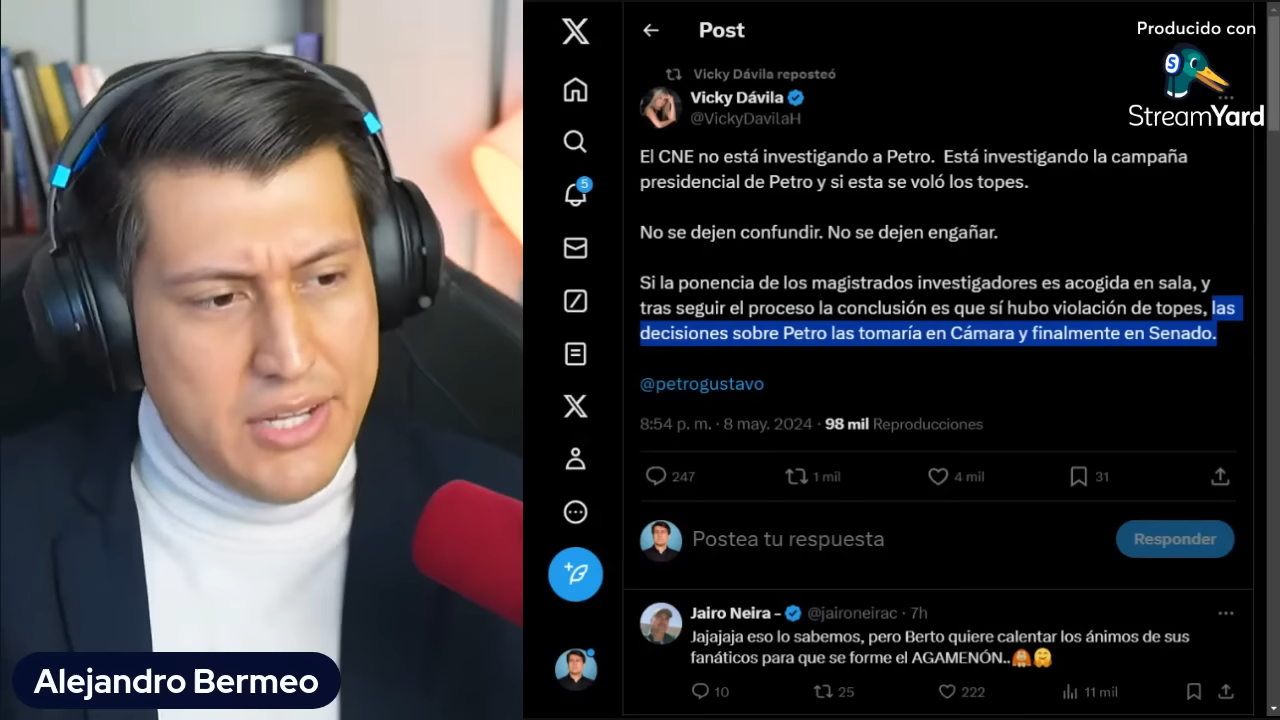 Post
Producido con
StreamYard
Vicky Dávila reposteó
Vicky Dávila
@VickyDavilaH
El CNE no está investigando a Petro. Está investigando la campaña
presidencial de Petro y si esta se voló los topes.
No se dejen confundir. No se dejen engañar.
Si la ponencia de los magistrados investigadores es acogida en sala, y
tras seguir el proceso la conclusión es que sí hubo violación de topes, las
decisiones sobre Petro las tomaría en Cámara y finalmente en Senado.
@petrogustavo
8:54 p. m. · 8 may. 2024 · 98 mil Reproducciones
247 1 mil 4 mil 31
5
Postea tu respuesta
Responder
Jairo Neira – @jaironeirac · 7h
Jajajaja eso lo sabemos, pero Berto quiere calentar los ánimos de sus
fanáticos para que se forme el AGAMENÓN..
10 25 222 11 mil
Alejandro Bermeo